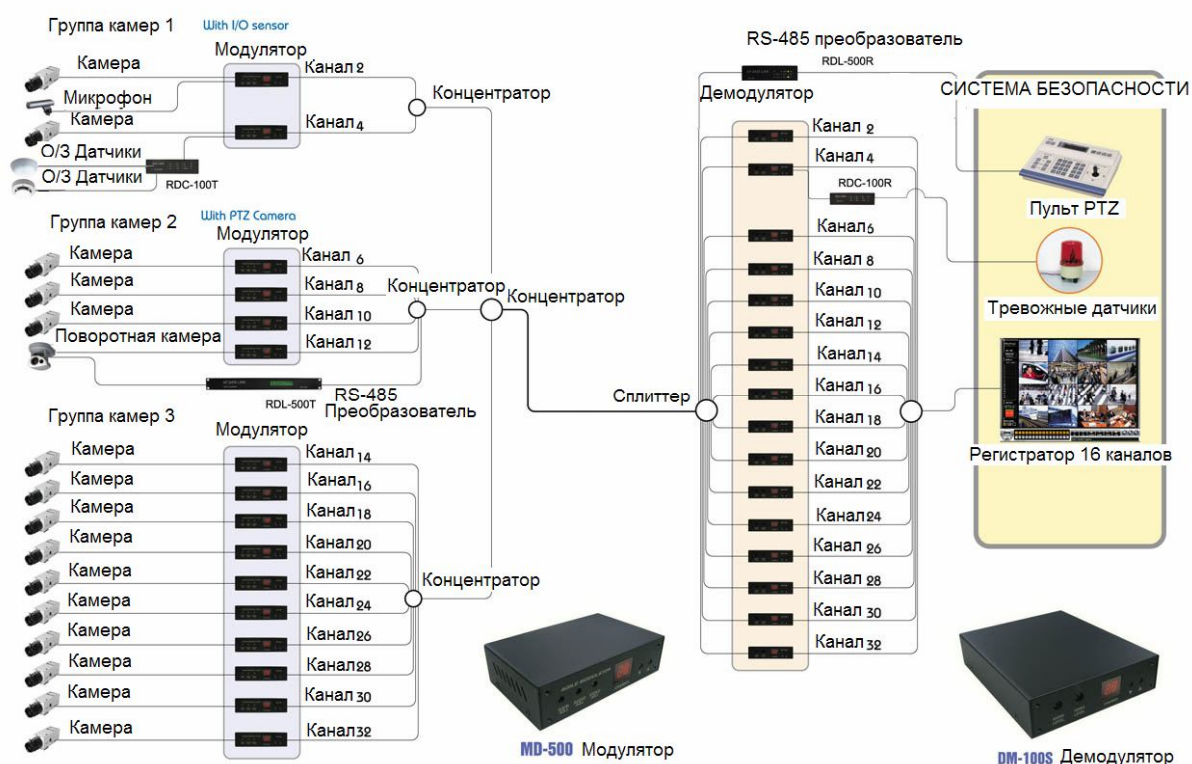 Группа камер 1
With I/O sensor
Модулятор
Камера
Канал 2
Микрофон
Концентратор
Камера
Канал 4
О/З Датчики
О/З Датчики
RDC-100T
Группа камер 2
With PTZ Camera
Модулятор
Камера
Канал 6
Камера
Канал 8
Концентратор
Концентратор
Камера
Канал 10
Поворотная камера
Канал 12
RDL-500T
RS-485
Преобразователь
Группа камер 3
Модулятор
Камера
Канал 14
Камера
Канал 16
Камера
Канал 18
Камера
Канал 20
Камера
Канал 22
Концентратор
Камера
Канал 24
Камера
Канал 26
Камера
Канал 28
Камера
Канал 30
Камера
Канал 32
RS-485 преобразователь
RDL-500R
Демодулятор
Канал 2
Канал 4
RDC-100R
Канал 6
Канал 8
Канал 10
Канал 12
Канал 14
Сплиттер
Канал 16
Канал 18
Канал 20
Канал 22
Канал 24
Канал 26
Канал 28
Канал 30
Канал 32
СИСТЕМА БЕЗОПАСНОСТИ
Пульт PTZ
Тревожные датчики
Регистратор 16 каналов
MD-500 Модулятор
DM-100S Демодулятор